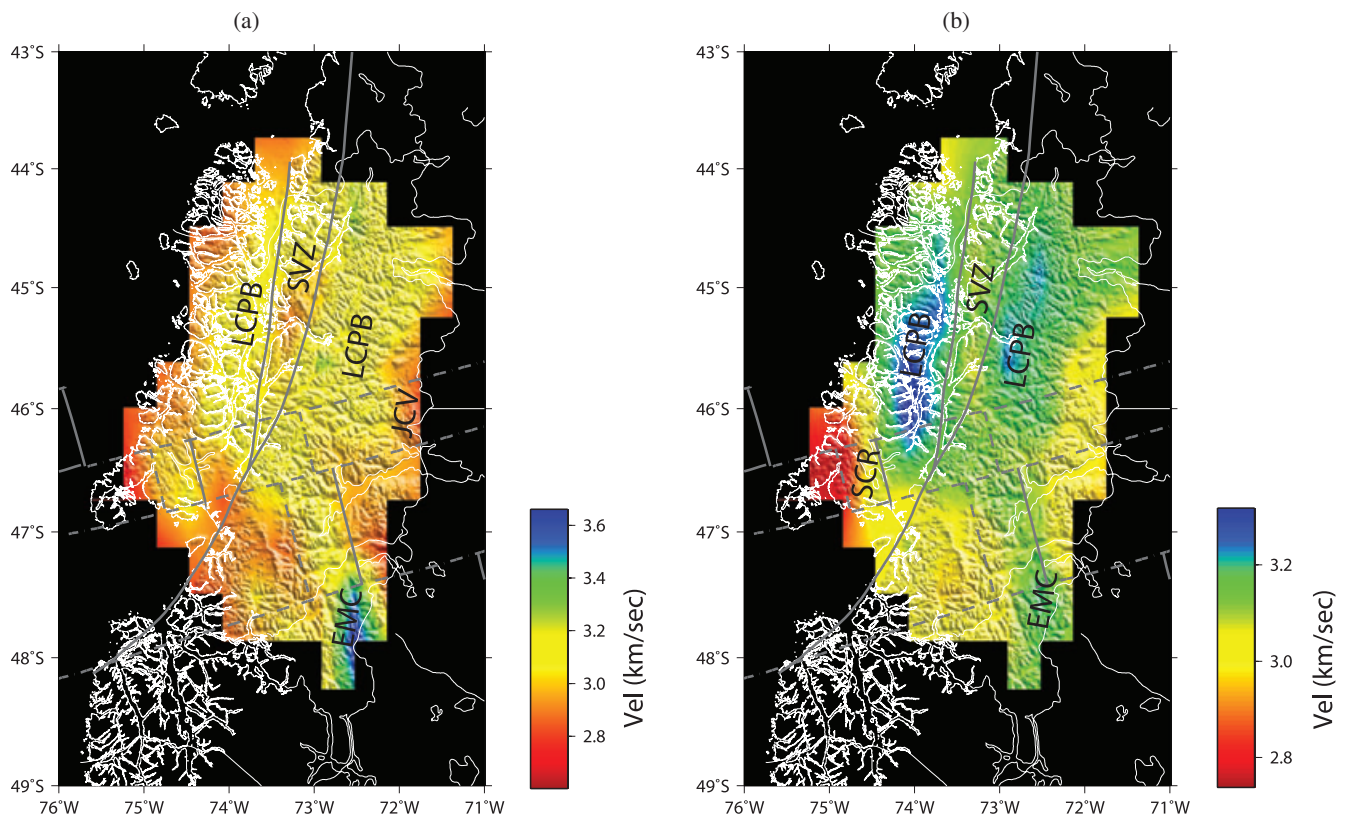 (a)
(b)
43°S
44°S
45°S
46°S
47°S
48°S
49°S
76°W
75°W
74°W
73°W
72°W
71°W
LCPB
SVZ
LCPB
JCV
EMC
3.6
3.4
3.2
3.0
2.8
Vel (km/sec)
43°S
44°S
45°S
46°S
47°S
48°S
49°S
76°W
75°W
74°W
73°W
72°W
71°W
LCPB
SVZ
LCPB
SCR
EMC
3.2
3.0
2.8
Vel (km/sec)